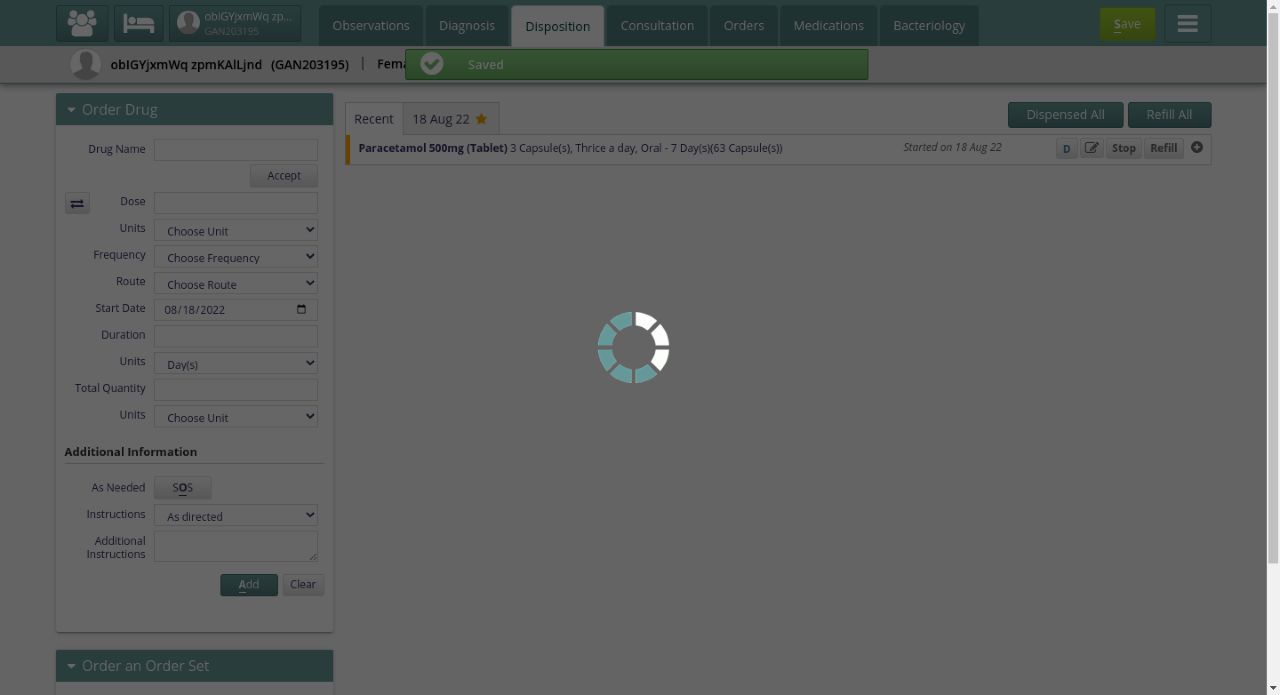 obIGYjxmWq zp...
GAN203195
Observations
Diagnosis
Disposition
Consultation
Orders
Medications
Bacteriology
Save
obIGYjxmWq zpmKAlLjnd (GAN203195) | Fema
Saved
Order Drug
Drug Name
Accept
Dose
Units Choose Unit
Frequency Choose Frequency
Route Choose Route
Start Date 08/18/2022
Duration
Units Day(s)
Total Quantity
Units Choose Unit
Additional Information
As Needed SOS
Instructions As directed
Additional
Instructions
Add Clear
Order an Order Set
Recent 18 Aug 22
Dispensed All Refill All
Paracetamol 500mg (Tablet) 3 Capsule(s), Thrice a day, Oral - 7 Day(s)(63 Capsule(s)) Started on 18 Aug 22 D Stop Refill